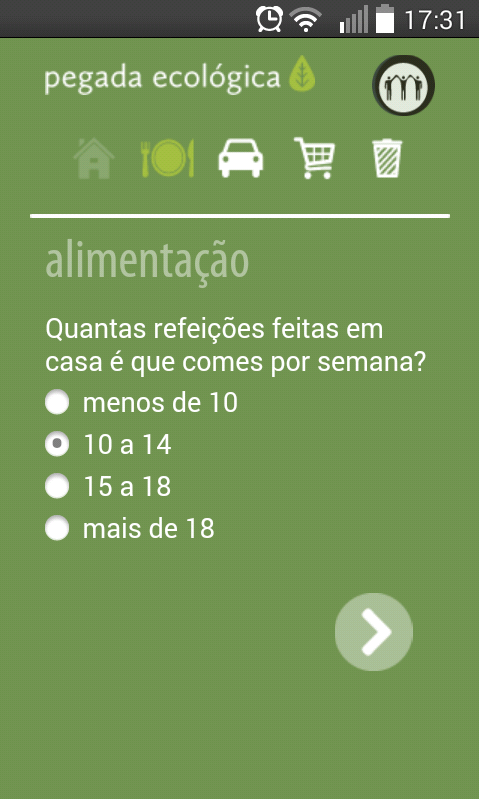 17:31
pegada ecológica
alimentação
Quantas refeições feitas em
casa é que comes por semana?
menos de 10
10 a 14
15 a 18
mais de 18